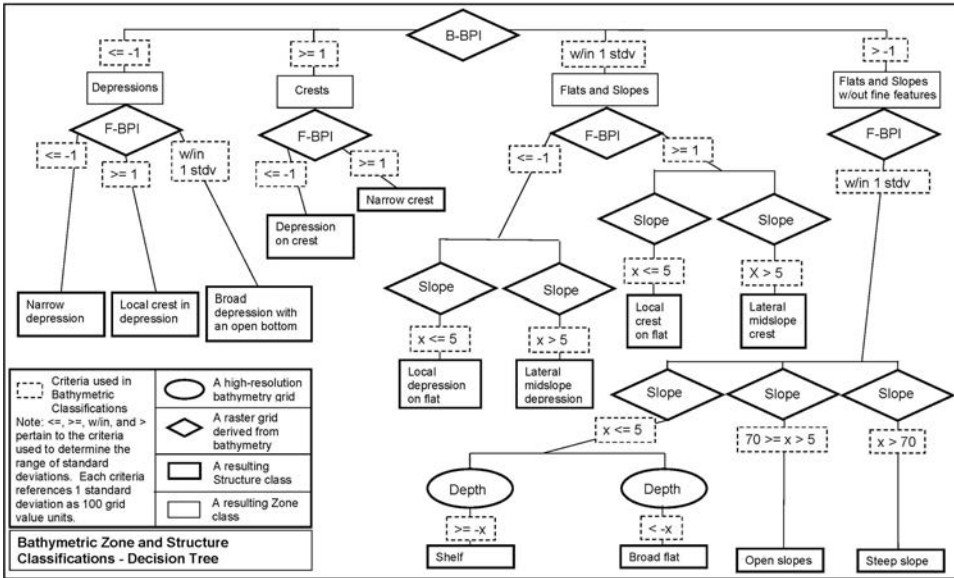 B-BPI
<= -1
>= 1
w/in 1 stdv
> -1
Depressions
Crests
Flats and Slopes
Flats and Slopes
w/out fine features
F-BPI
F-BPI
F-BPI
F-BPI
<= -1
>= 1
w/in
1 stdv
<= -1
>= 1
<= -1
>= 1
w/in 1 stdv
Narrow crest
Depression
on crest
Slope
Slope
Slope
Slope
x <= 5
X > 5
Narrow
depression
Local crest in
depression
Broad
depression with
an open bottom
Local
crest
on flat
Lateral
midslope
crest
x <= 5
x > 5
Local
depression
on flat
Lateral
midslope
depression
Slope
Slope
Slope
x <= 5
70 >= x > 5
x > 70
Depth
Depth
>= -x
< -x
Shelf
Broad flat
Open slopes
Steep slope
Criteria used in
Bathymetric
Classifications
Note: <=, >=, w/in, and >
pertain to the criteria
used to determine the
range of standard
deviations. Each criteria
references 1 standard
deviation as 100 grid
value units.
A high-resolution
bathymetry grid
A raster grid
derived from
bathymetry
A resulting
Structure class
A resulting Zone
class
Bathymetric Zone and Structure
Classifications - Decision Tree